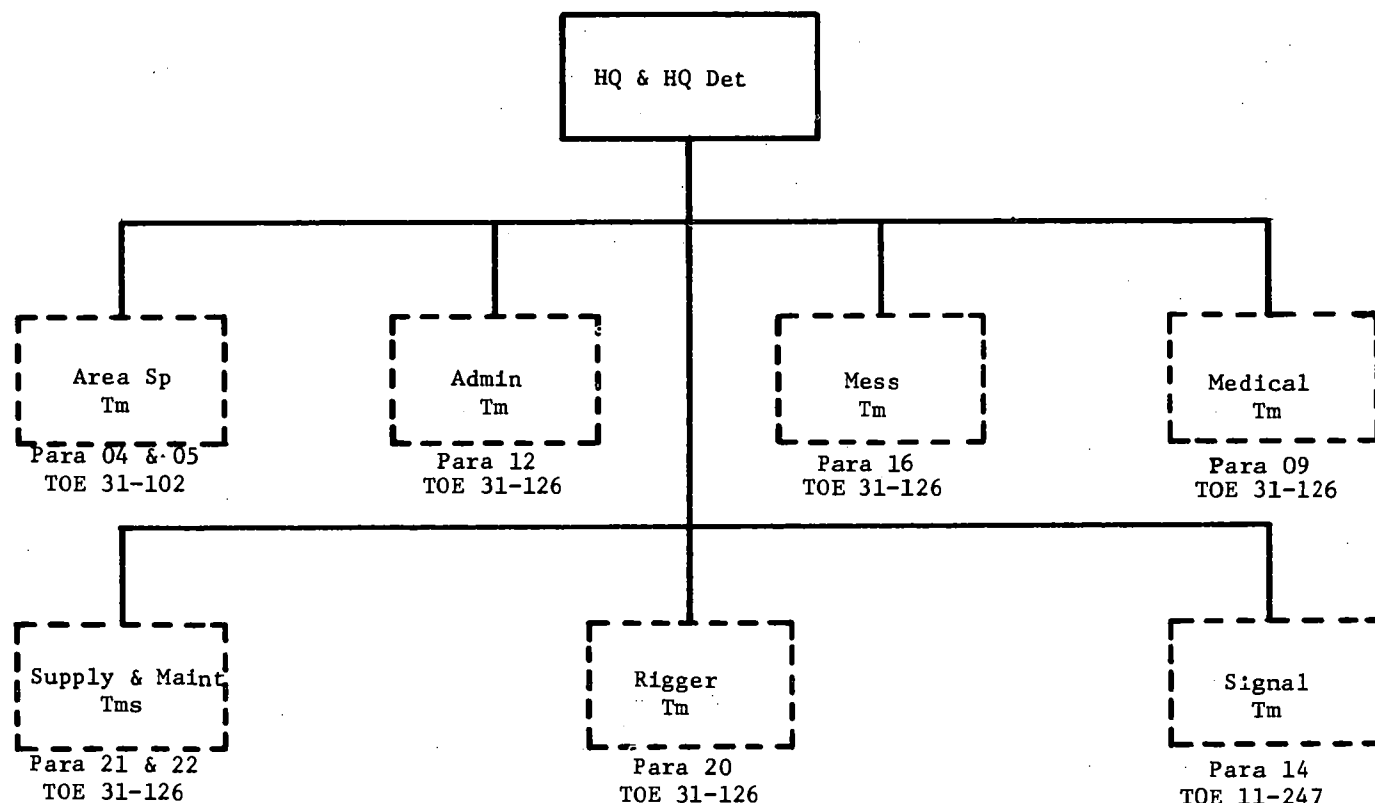 HQ & HQ Det
Area Sp
Tm
Para 04 & 05
TOE 31-102
Admin
Tm
Para 12
TOE 31-126
Mess
Tm
Para 16
TOE 31-126
Medical
Tm
Para 09
TOE 31-126
Supply & Maint
Tms
Para 21 & 22
TOE 31-126
Rigger
Tm
Para 20
TOE 31-126
Signal
Tm
Para 14
TOE 11-247